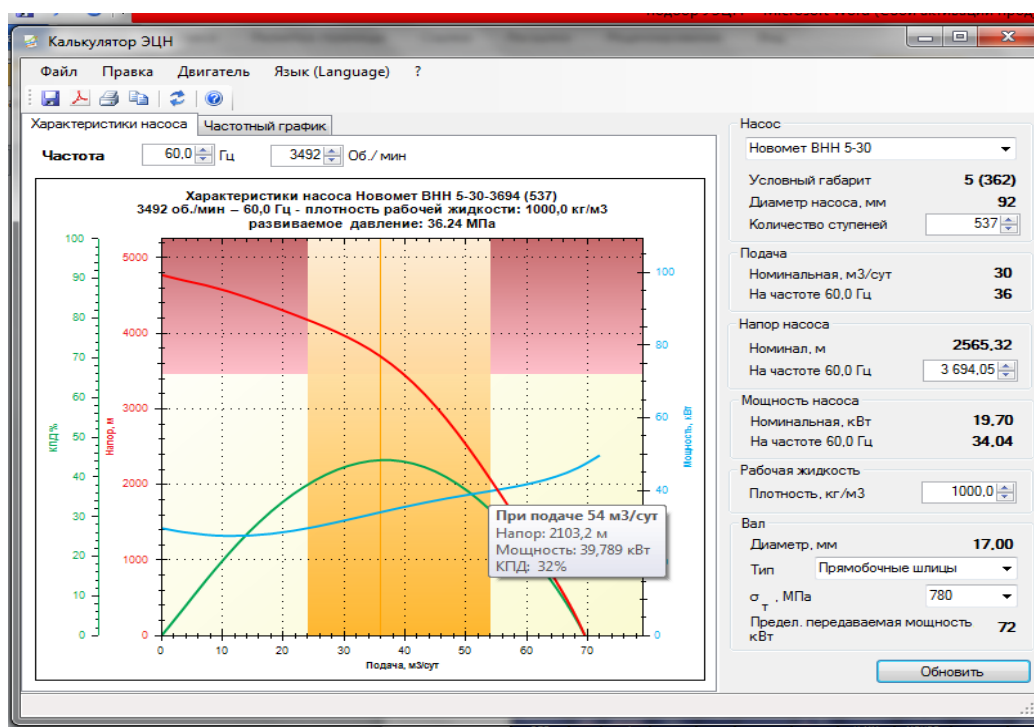 подбор ЭЦН - Microsoft Word (Сбой активации прод
Калькулятор ЭЦН
Файл Правка Двигатель Язык (Language) ?
Характеристики насоса Частотный график
Частота 60,0 Гц 3492 Об./ мин
Характеристики насоса Новомет ВНН 5-30-3694 (537)
3492 об./мин – 60,0 Гц - плотность рабочей жидкости: 1000,0 кг/м3
развиваемое давление: 36.24 МПа
100
90
80
70
60
50
40
30
20
10
0
КПД %
5000
4000
3000
2000
1000
0
Напор, м
100
80
60
40
0
Мощность, кВт
При подаче 54 м3/сут
Напор: 2103,2 м
Мощность: 39,789 кВт
КПД: 32%
0 10 20 30 40 50 60 70
Подача, м3/сут
Насос
Новомет ВНН 5-30
Условный габарит 5 (362)
Диаметр насоса, мм 92
Количество ступеней 537
Подача
Номинальная, м3/сут 30
На частоте 60,0 Гц 36
Напор насоса
Номинал, м 2565,32
На частоте 60,0 Гц 3 694,05
Мощность насоса
Номинальная, кВт 19,70
На частоте 60,0 Гц 34,04
Рабочая жидкость
Плотность, кг/м3 1000,0
Вал
Диаметр, мм 17,00
Тип Прямобочные шлицы
σт , МПа 780
Предел. передаваемая мощность 72
кВт
Обновить